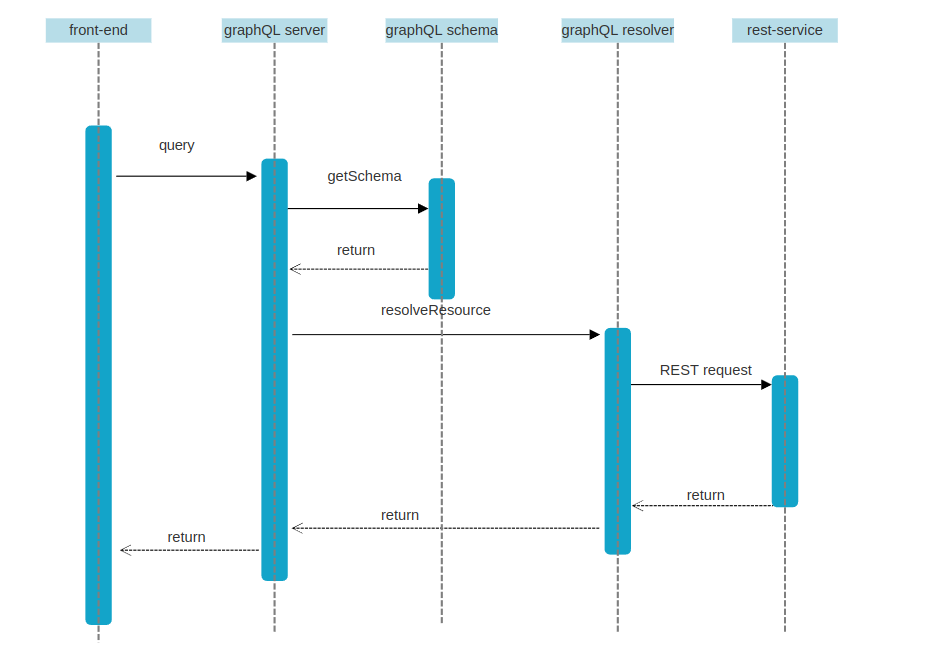 front-end
graphQL server
graphQL schema
graphQL resolver
rest-service
query
getSchema
return
resolveResource
REST request
return
return
return